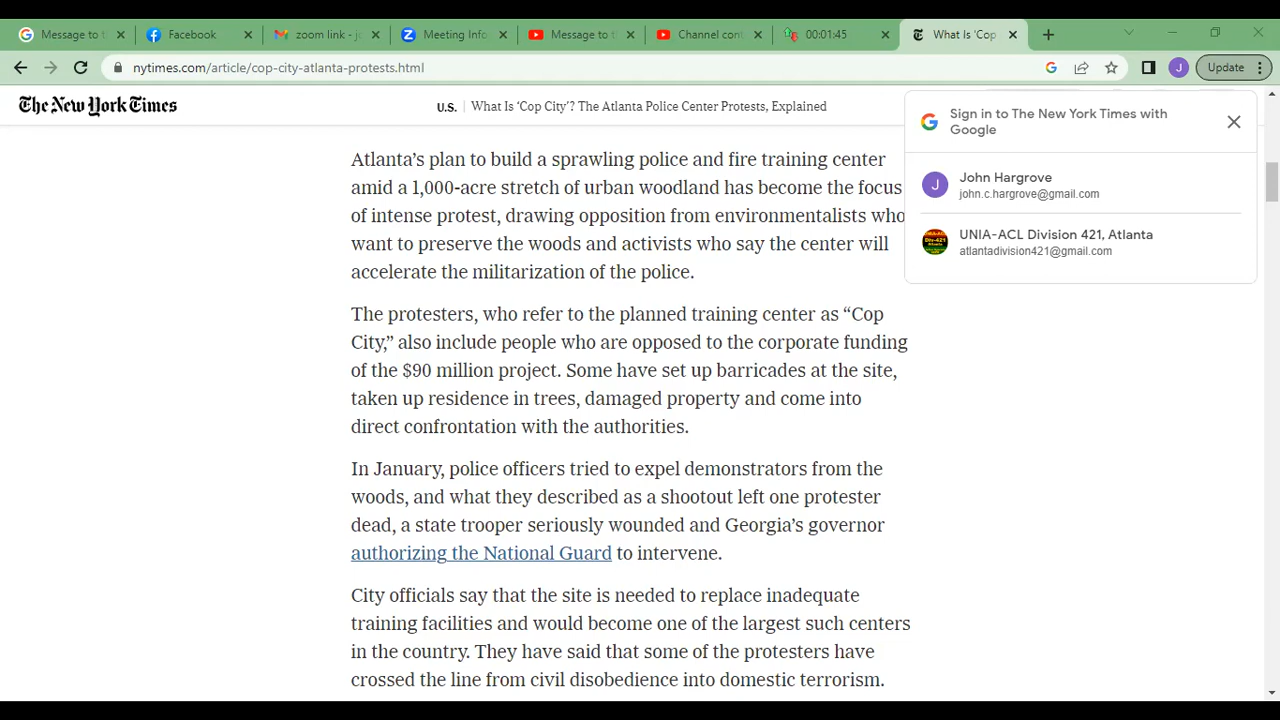 Message to t
Facebook
zoom link - j
Meeting Info
Message to th
Channel cont
00:01:45
What Is 'Cop
nytimes.com/article/cop-city-atlanta-protests.html
J
Update
The New York Times
U.S. What Is ‘Cop City’? The Atlanta Police Center Protests, Explained
Sign in to The New York Times with
Google
J
John Hargrove
john.c.hargrove@gmail.com
UNIA-ACL Division 421, Atlanta
atlantadivision421@gmail.com
Atlanta’s plan to build a sprawling police and fire training center
amid a 1,000-acre stretch of urban woodland has become the focus
of intense protest, drawing opposition from environmentalists who
want to preserve the woods and activists who say the center will
accelerate the militarization of the police.
The protesters, who refer to the planned training center as “Cop
City,” also include people who are opposed to the corporate funding
of the $90 million project. Some have set up barricades at the site,
taken up residence in trees, damaged property and come into
direct confrontation with the authorities.
In January, police officers tried to expel demonstrators from the
woods, and what they described as a shootout left one protester
dead, a state trooper seriously wounded and Georgia’s governor
authorizing the National Guard to intervene.
City officials say that the site is needed to replace inadequate
training facilities and would become one of the largest such centers
in the country. They have said that some of the protesters have
crossed the line from civil disobedience into domestic terrorism.